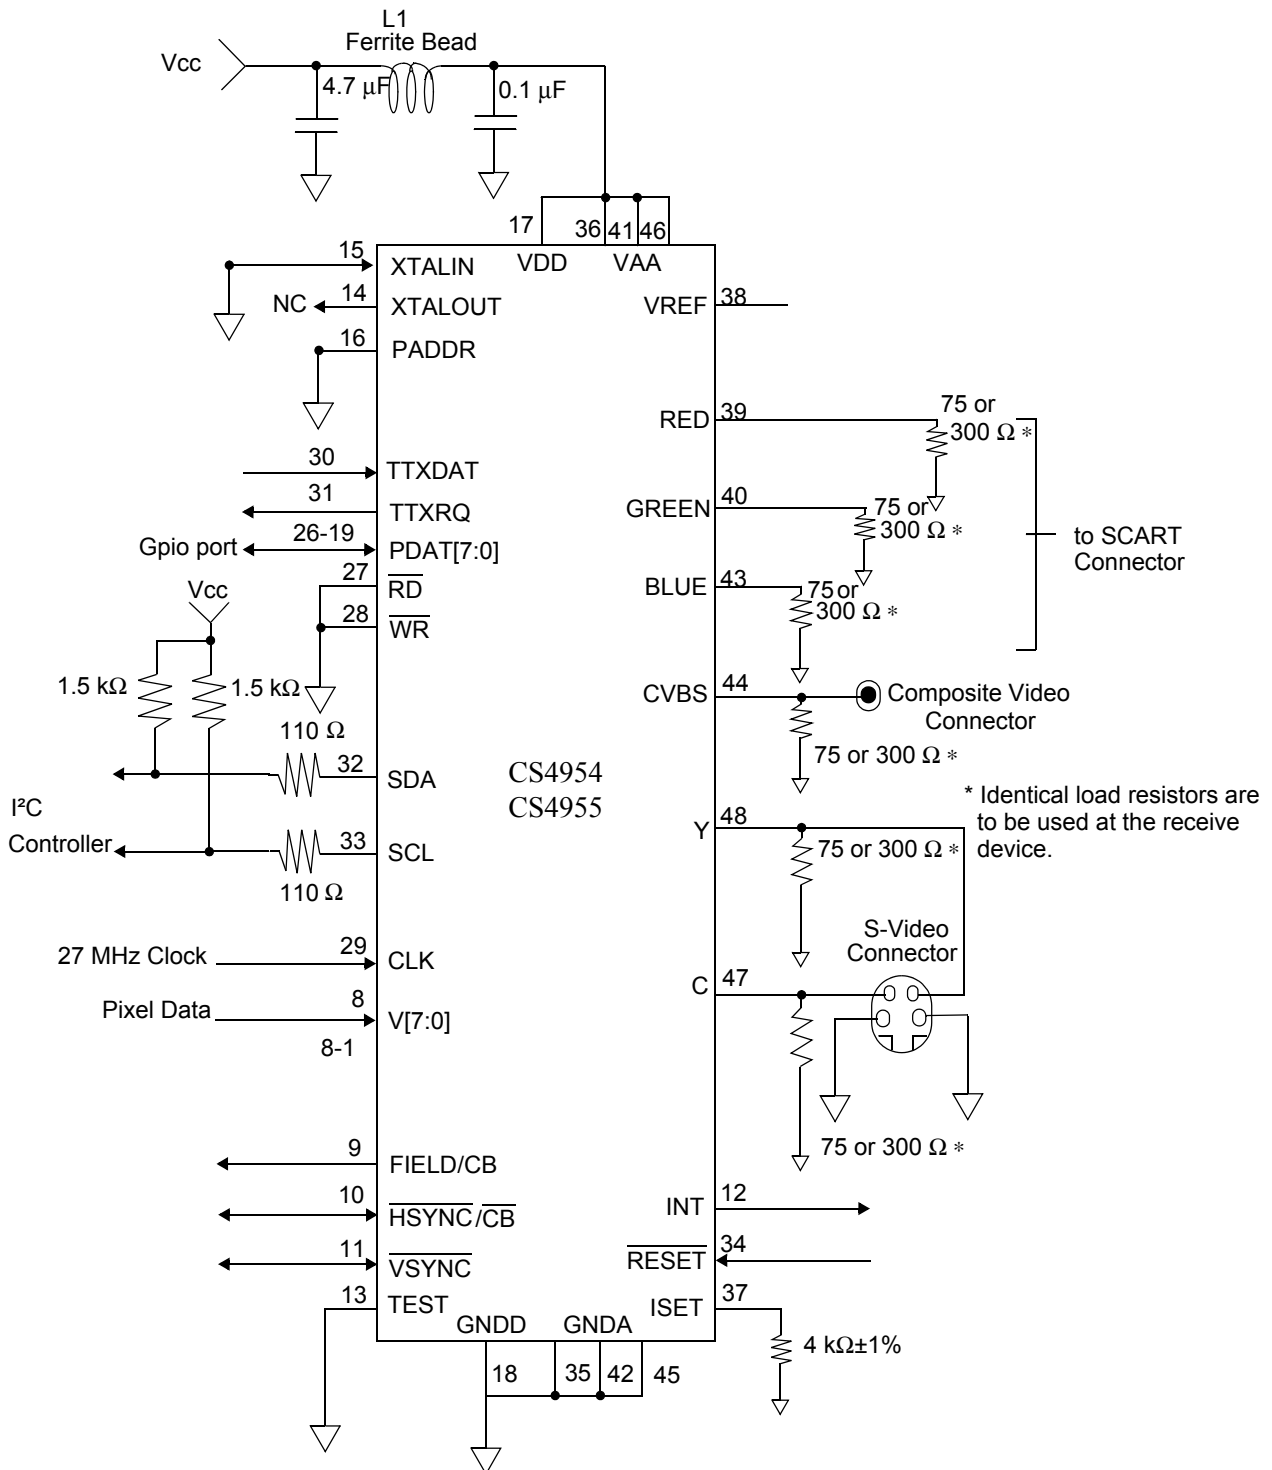 L1
Ferrite Bead
Vcc
4.7 µF
0.1 µF
17
36 41 46
VDD
VAA
15
XTALIN
NC
14
XTALOUT
16
PADDR
VREF
38
RED
39
75 or
300 Ω *
30
TTXDAT
31
TTXRQ
GREEN
40
75 or
300 Ω *
to SCART
Connector
Gpio port
26-19
PDAT[7:0]
27
RD
28
WR
BLUE
43
75 or
300 Ω *
Vcc
1.5 kΩ
1.5 kΩ
CVBS
44
Composite Video
Connector
75 or 300 Ω *
110 Ω
32
SDA
CS4954
CS4955
I²C
Controller
33
SCL
110 Ω
* Identical load resistors are
to be used at the receive
device.
Y
48
75 or 300 Ω *
S-Video
Connector
27 MHz Clock
29
CLK
C
47
Pixel Data
8
V[7:0]
8-1
75 or 300 Ω *
9
FIELD/CB
10
HSYNC/CB
11
VSYNC
13
TEST
INT
12
RESET
34
ISET
37
4 kΩ±1%
GNDD
GNDA
18
35
42
45